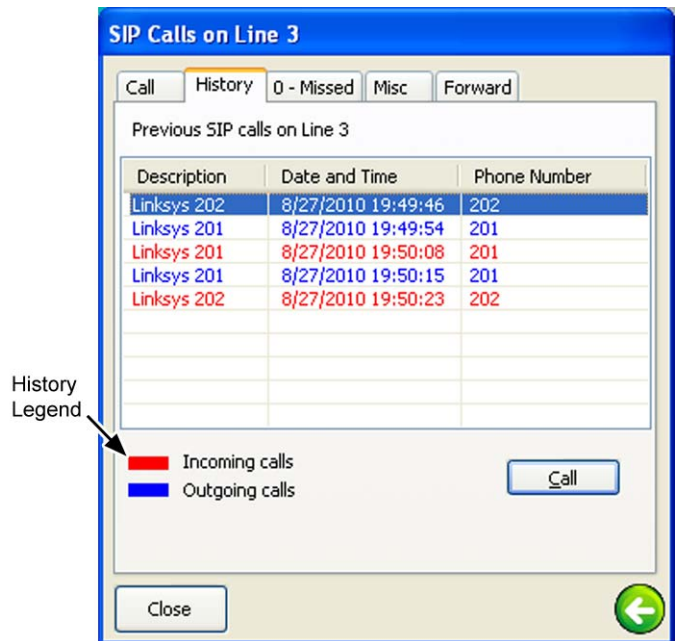 SIP Calls on Line 3
Call History 0 - Missed Misc Forward
Previous SIP calls on Line 3
Description Date and Time Phone Number
Linksys 202 8/27/2010 19:49:46 202
Linksys 201 8/27/2010 19:49:54 201
Linksys 201 8/27/2010 19:50:08 201
Linksys 201 8/27/2010 19:50:15 201
Linksys 202 8/27/2010 19:50:23 202
History
Legend
Incoming calls
Outgoing calls
Call
Close